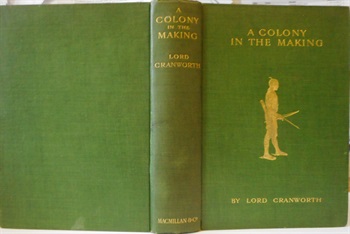 A
COLONY
IN THE
MAKING
LORD
CRANWORTH
MACMILLAN & Co
A COLONY
IN THE MAKING
BY LORD CRANWORTH